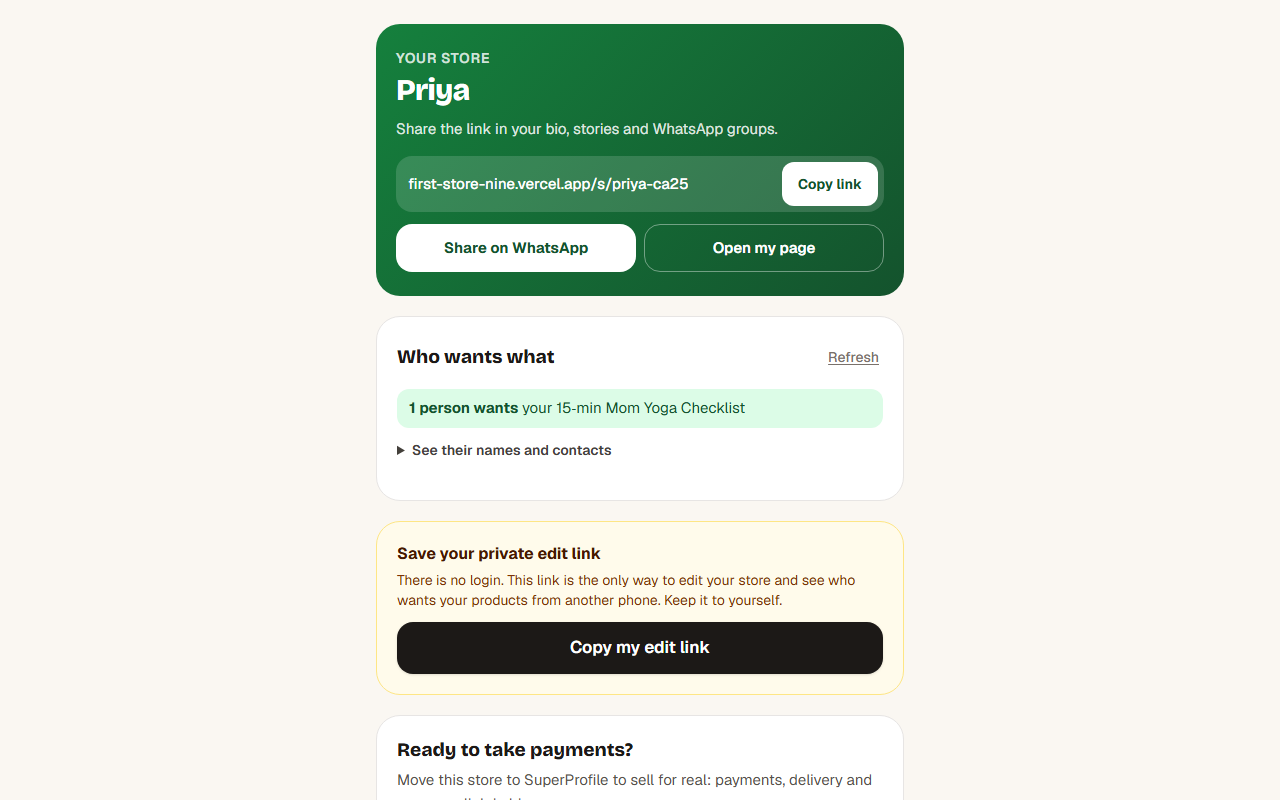 YOUR STORE
Priya
Share the link in your bio, stories and WhatsApp groups.
first-store-nine.vercel.app/s/priya-ca25
Copy link
Share on WhatsApp
Open my page
Who wants what
Refresh
1 person wants your 15-min Mom Yoga Checklist
See their names and contacts
Save your private edit link
There is no login. This link is the only way to edit your store and see who
wants your products from another phone. Keep it to yourself.
Copy my edit link
Ready to take payments?
Move this store to SuperProfile to sell for real: payments, delivery and